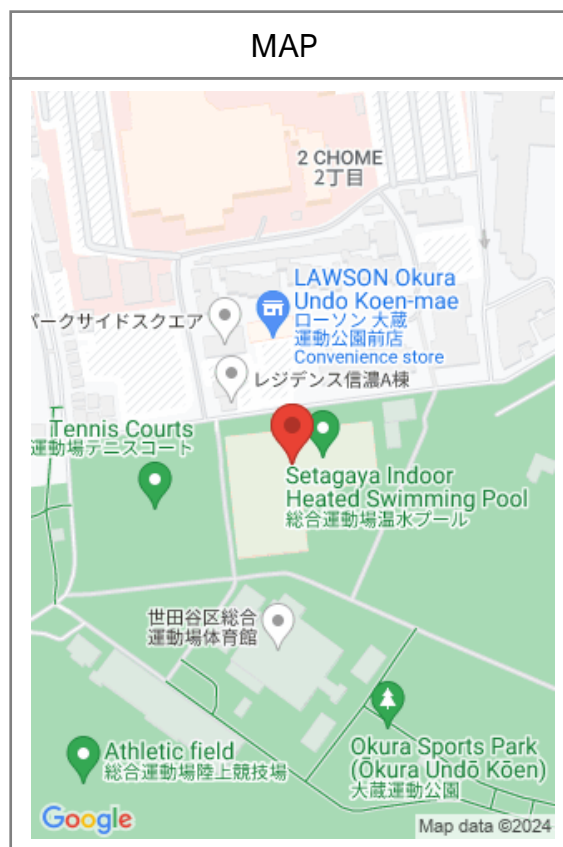 MAP
2 CHOME
2丁目
LAWSON Okura
Undo Koen-mae
ローソン 大蔵
運動公園前店
Convenience store
パークサイドスクエア
レジデンス信濃A棟
Tennis Courts
運動場テニスコート
Setagaya Indoor
Heated Swimming Pool
総合運動場温水プール
世田谷区総合
運動場体育館
Athletic field
総合運動場陸上競技場
Okura Sports Park
(Ōkura Undō Kōen)
大蔵運動公園
Google
Map data ©2024